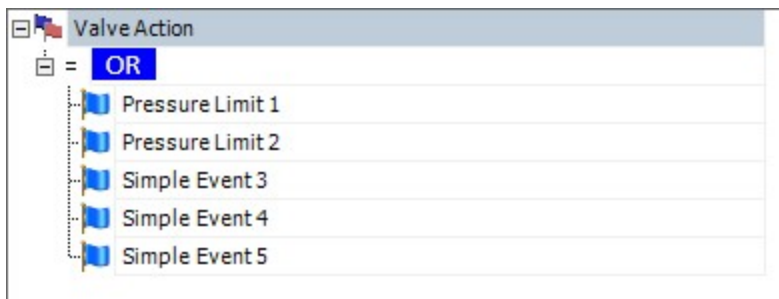 Valve Action
= OR
Pressure Limit 1
Pressure Limit 2
Simple Event 3
Simple Event 4
Simple Event 5